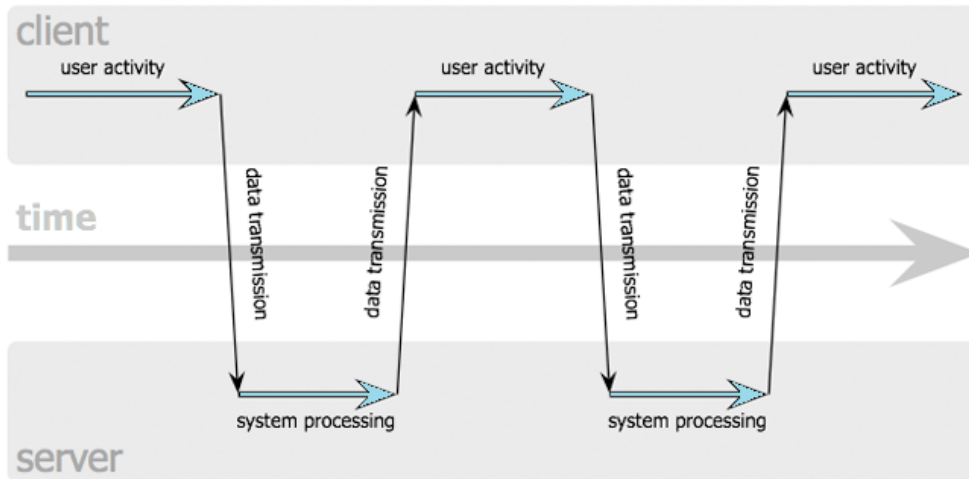 client
user activity
user activity
user activity
data transmission
data transmission
data transmission
data transmission
time
system processing
system processing
server